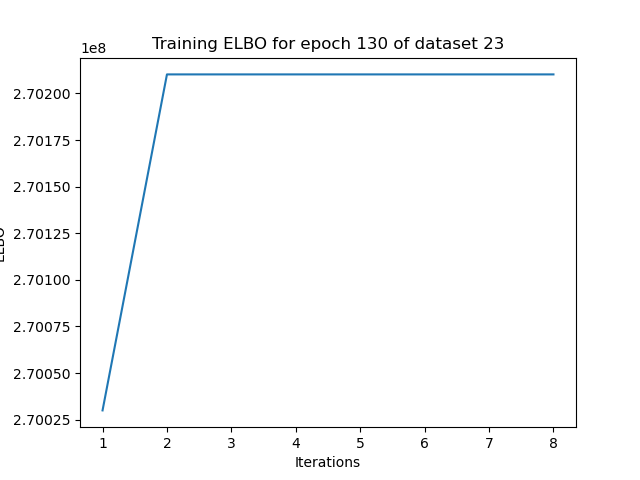 Training ELBO for epoch 130 of dataset 23
1e8
2.70200
2.70175
2.70150
2.70125
2.70100
2.70075
2.70050
2.70025
ELBO
1 2 3 4 5 6 7 8
Iterations